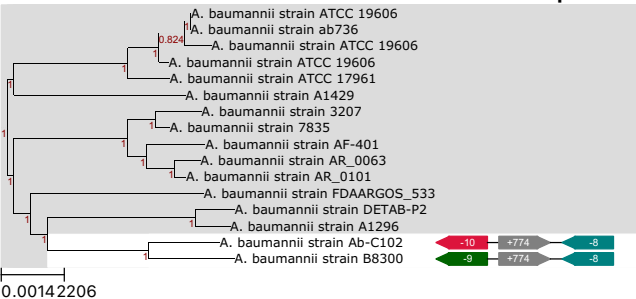 A. baumannii strain ATCC 19606
1 A. baumannii strain ab736
0.824 A. baumannii strain ATCC 19606
A. baumannii strain ATCC 19606
1 A. baumannii strain ATCC 17961
1
A. baumannii strain A1429
A. baumannii strain 3207
1 A. baumannii strain 7835
1
1 A. baumannii strain AF-401
1
A. baumannii strain AR_0063
1 A. baumannii strain AR_0101
1
A. baumannii strain FDAARGOS_533
A. baumannii strain DETAB-P2
1 1 A. baumannii strain A1296
1 A. baumannii strain Ab-C102 -10 +774 -8
1 A. baumannii strain B8300 -9 +774 -8
0.00142206